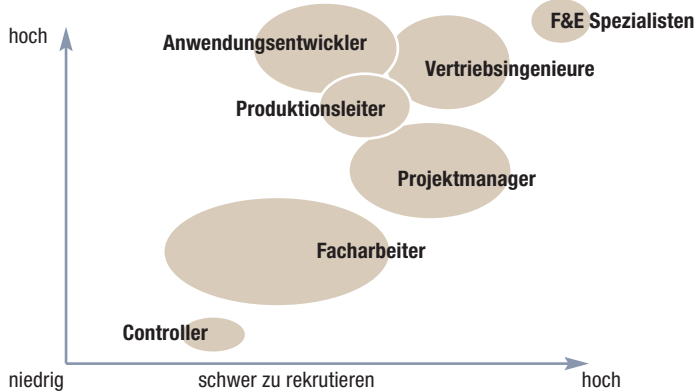 F&E Spezialisten
hoch
Anwendungsentwickler
Vertriebsingenieure
Produktionsleiter
Projektmanager
Facharbeiter
Controller
niedrig
schwer zu rekrutieren
hoch